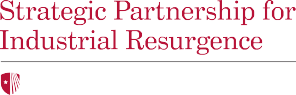 Strategic Partnership for
Industrial Resurgence